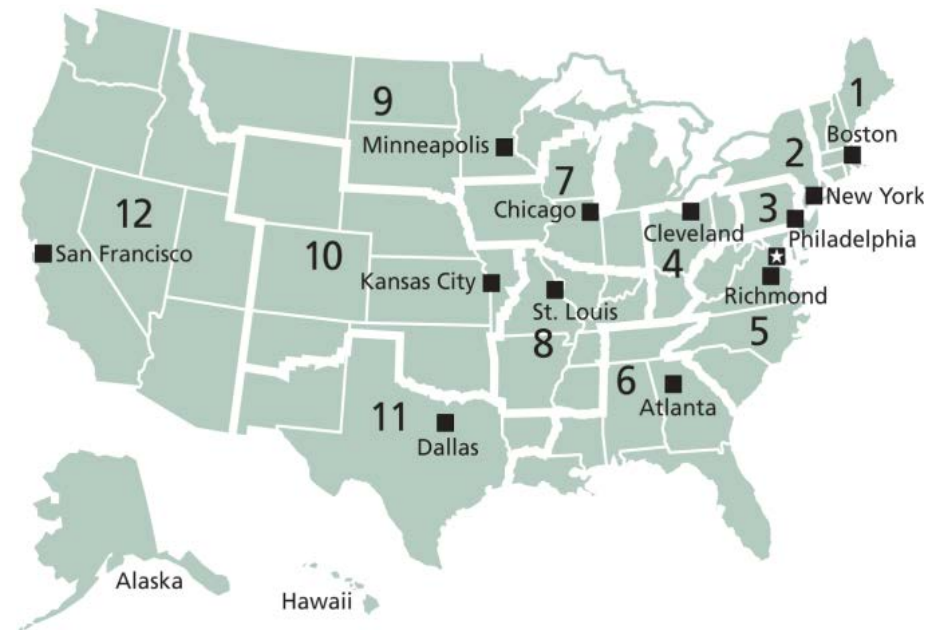 9
1
Minneapolis
Boston
2
7
3
New York
12
Chicago
Cleveland
Philadelphia
San Francisco
10
4
Kansas City
Richmond
St. Louis
8
5
6
11
Atlanta
Dallas
Alaska
Hawaii